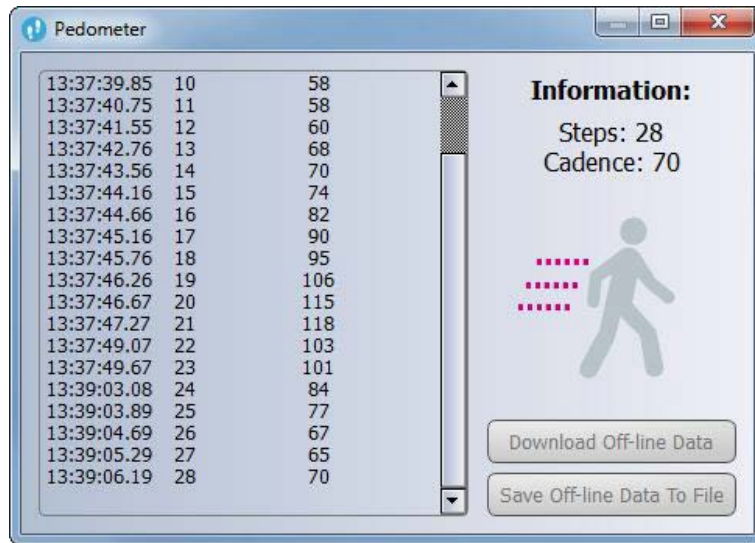 Pedometer
13:37:39.85 10 58
13:37:40.75 11 58
13:37:41.55 12 60
13:37:42.76 13 68
13:37:43.56 14 70
13:37:44.16 15 74
13:37:44.66 16 82
13:37:45.16 17 90
13:37:45.76 18 95
13:37:46.26 19 106
13:37:46.67 20 115
13:37:47.27 21 118
13:37:49.07 22 103
13:37:49.67 23 101
13:39:03.08 24 84
13:39:03.89 25 77
13:39:04.69 26 67
13:39:05.29 27 65
13:39:06.19 28 70
Information:
Steps: 28
Cadence: 70
Download Off-line Data
Save Off-line Data To File